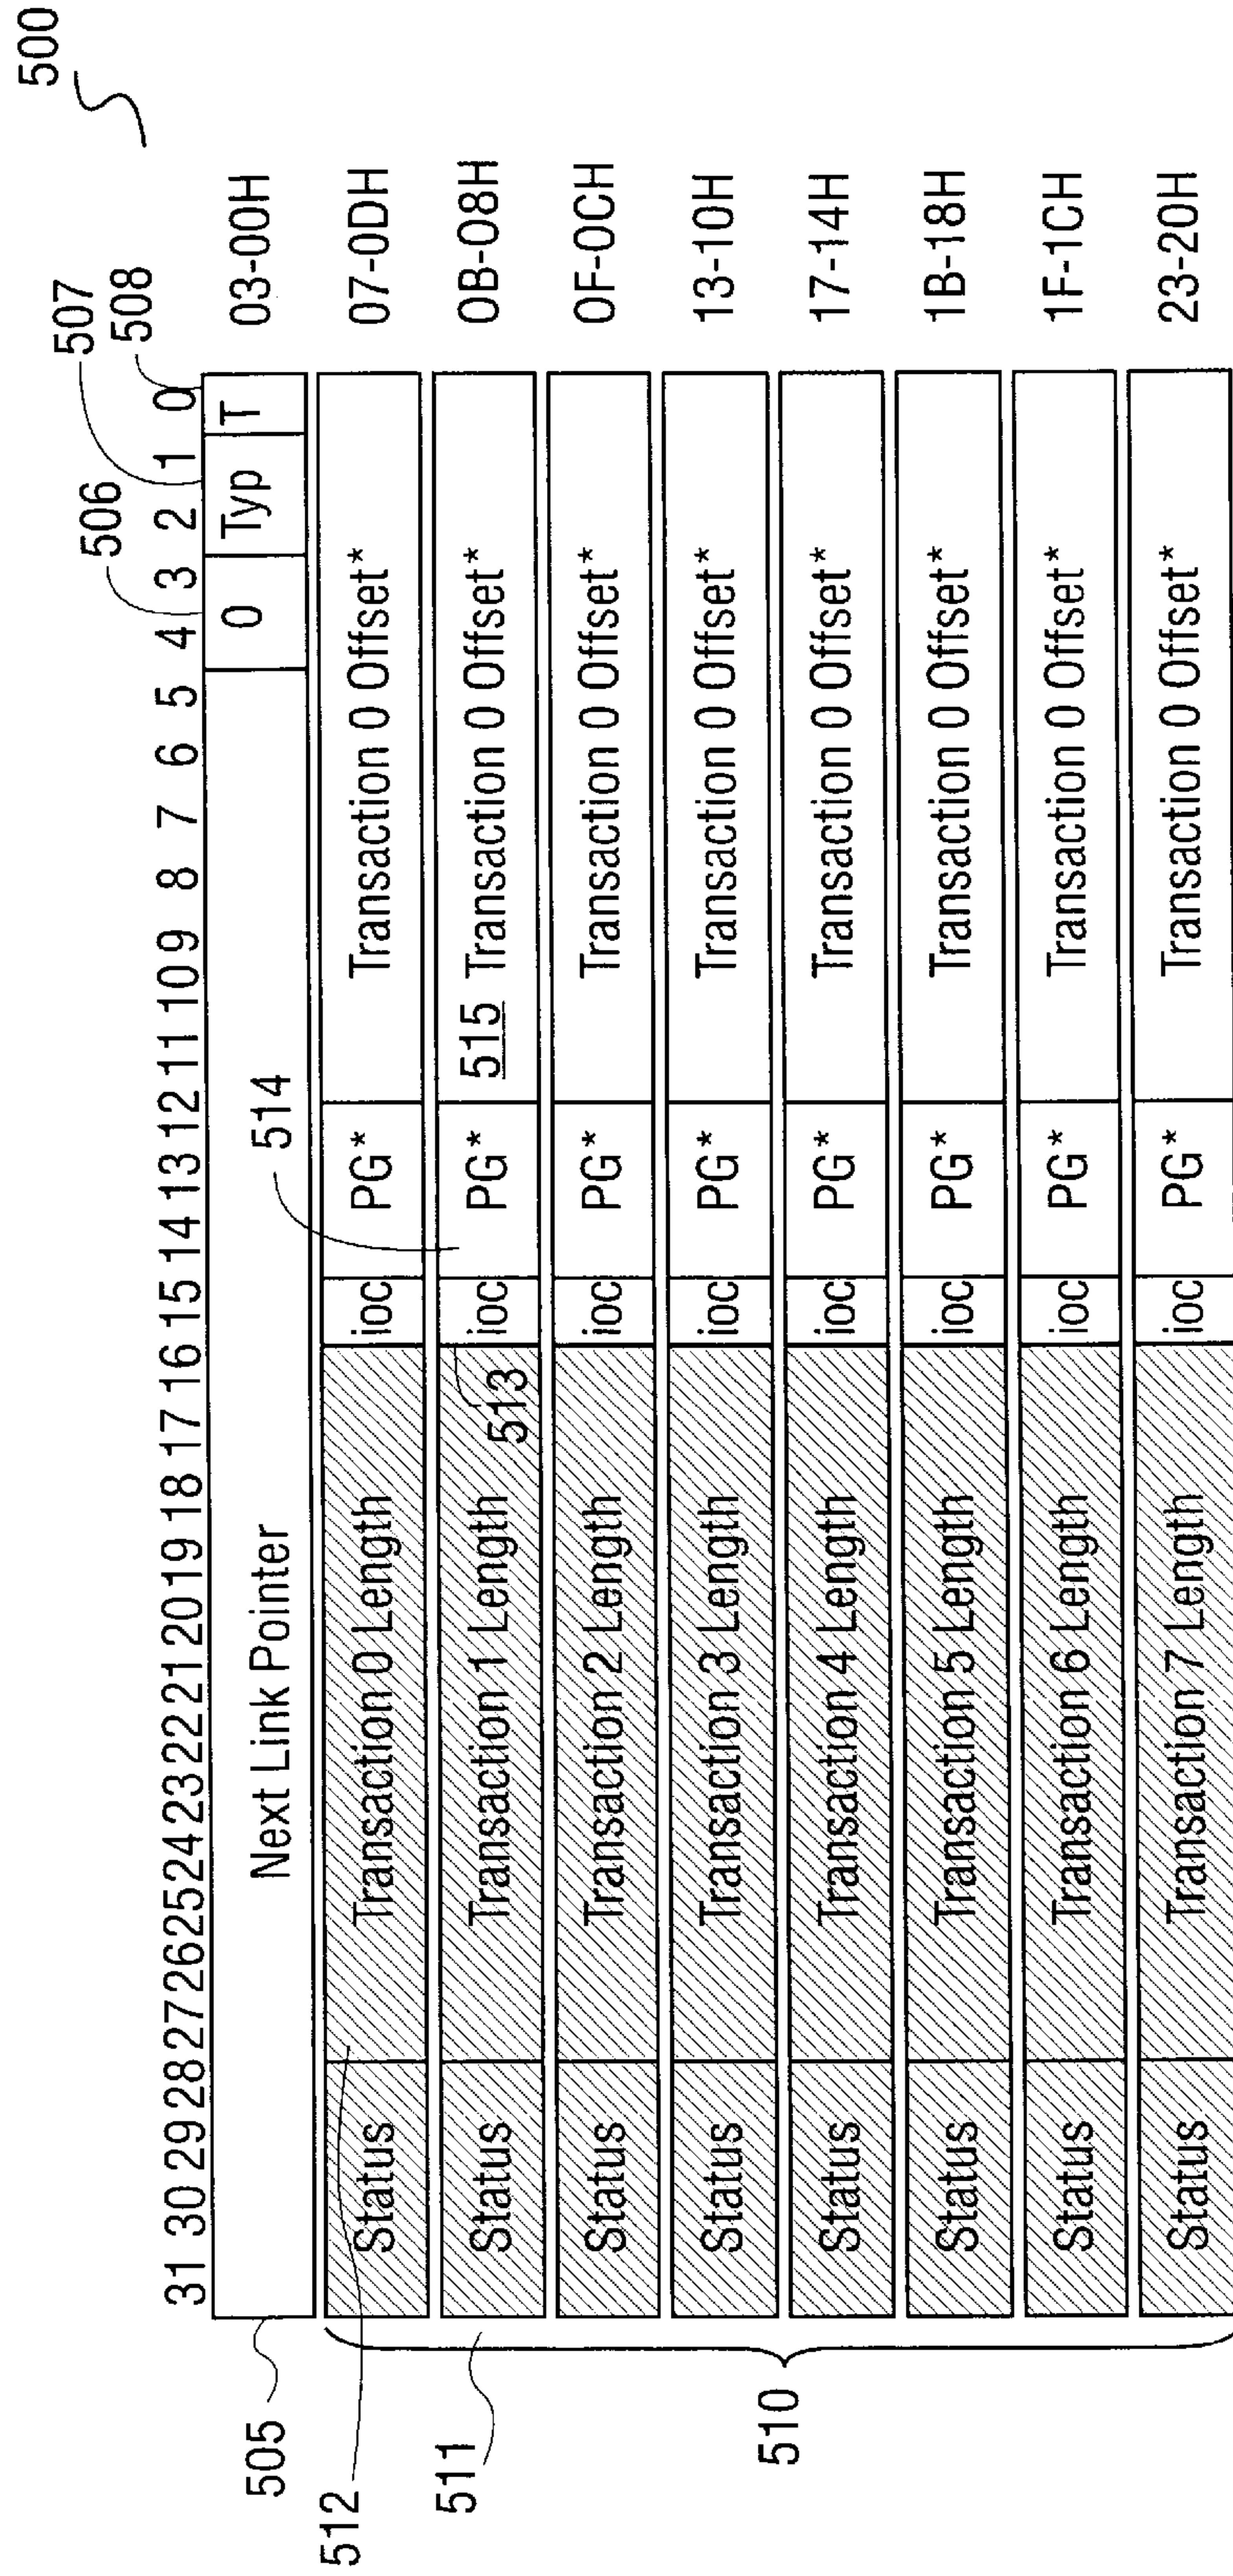 500
507
506
508
31 30 29 28 27 26 25 24 23 22 21 20 19 18 17 16 15 14 13 12 11 10 9 8 7 6 5 4 3 2 1 0
505
Next Link Pointer 0 Typ T 03-00H
514
512
Status Transaction 0 Length ioc PG* Transaction 0 Offset* 07-0DH
511
Status Transaction 1 Length 513 ioc PG* 515 Transaction 0 Offset* 0B-08H
Status Transaction 2 Length ioc PG* Transaction 0 Offset* 0F-0CH
Status Transaction 3 Length ioc PG* Transaction 0 Offset* 13-10H
510
Status Transaction 4 Length ioc PG* Transaction 0 Offset* 17-14H
Status Transaction 5 Length ioc PG* Transaction 0 Offset* 1B-18H
Status Transaction 6 Length ioc PG* Transaction 0 Offset* 1F-1CH
Status Transaction 7 Length ioc PG* Transaction 0 Offset* 23-20H